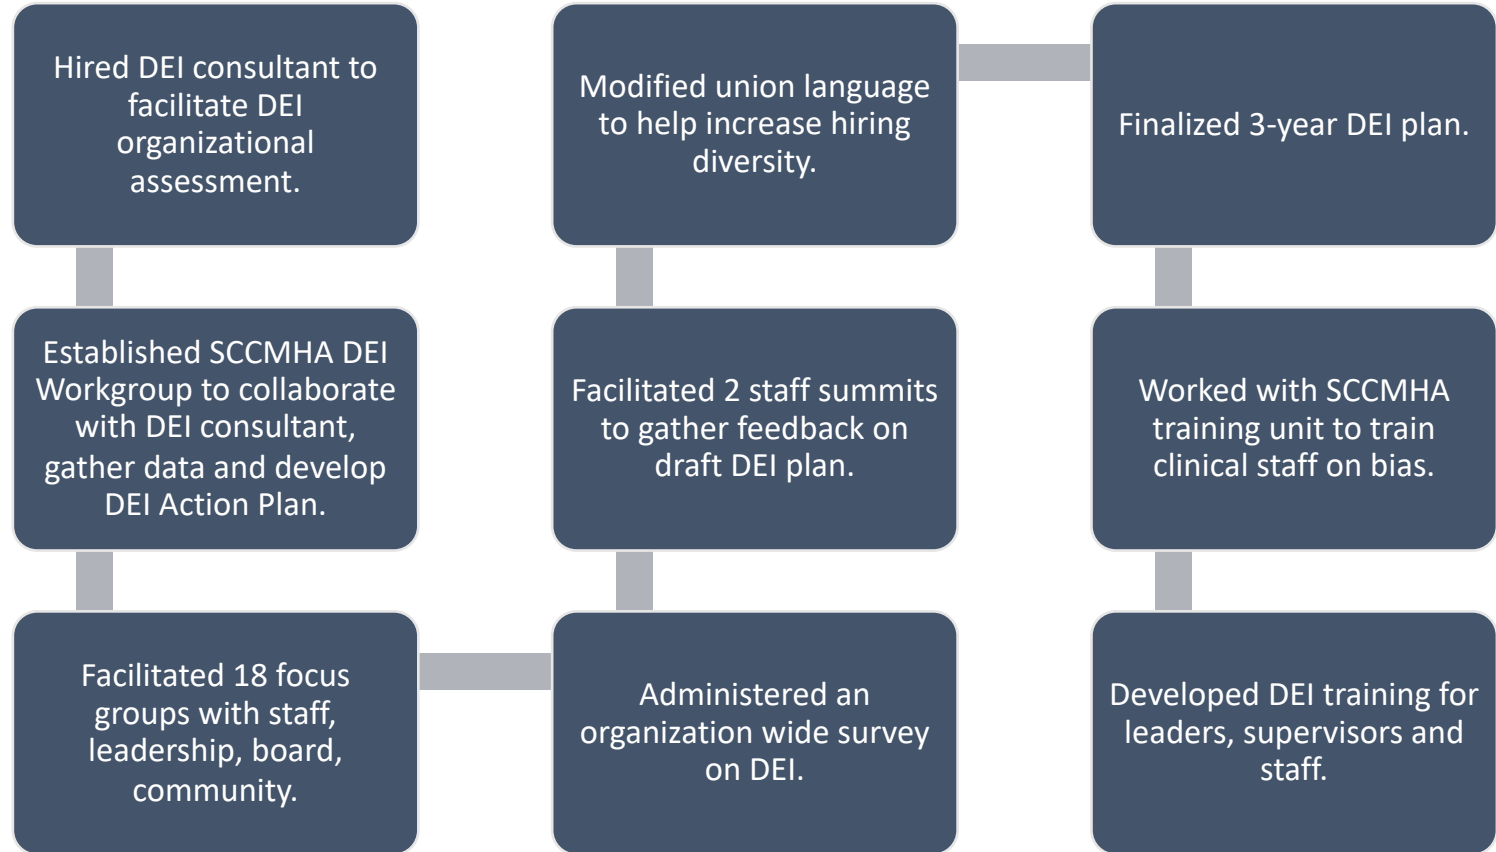 Hired DEI consultant to
facilitate DEI
organizational
assessment.
Established SCCMHA DEI
Workgroup to collaborate
with DEI consultant,
gather data and develop
DEI Action Plan.
Facilitated 18 focus
groups with staff,
leadership, board,
community.
Administered an
organization wide survey
on DEI.
Facilitated 2 staff summits
to gather feedback on
draft DEI plan.
Modified union language
to help increase hiring
diversity.
Finalized 3-year DEI plan.
Worked with SCCMHA
training unit to train
clinical staff on bias.
Developed DEI training for
leaders, supervisors and
staff.